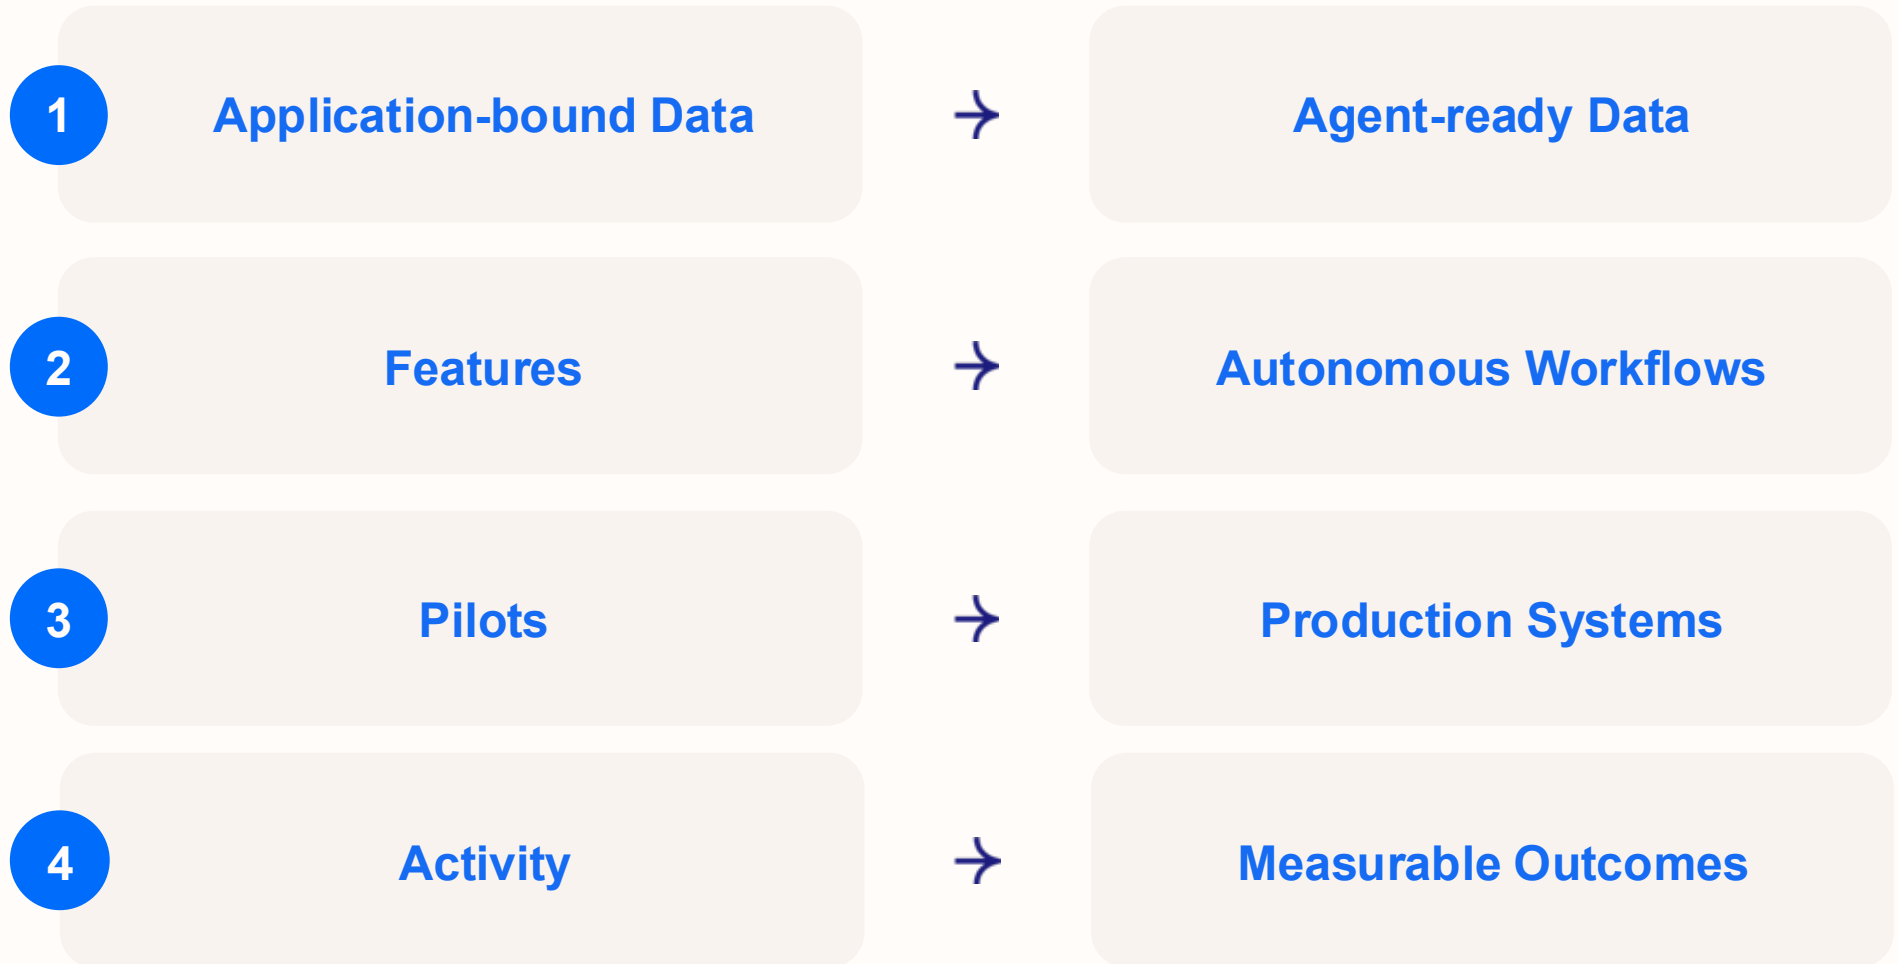 1 Application-bound Data → Agent-ready Data
2 Features → Autonomous Workflows
3 Pilots → Production Systems
4 Activity → Measurable Outcomes